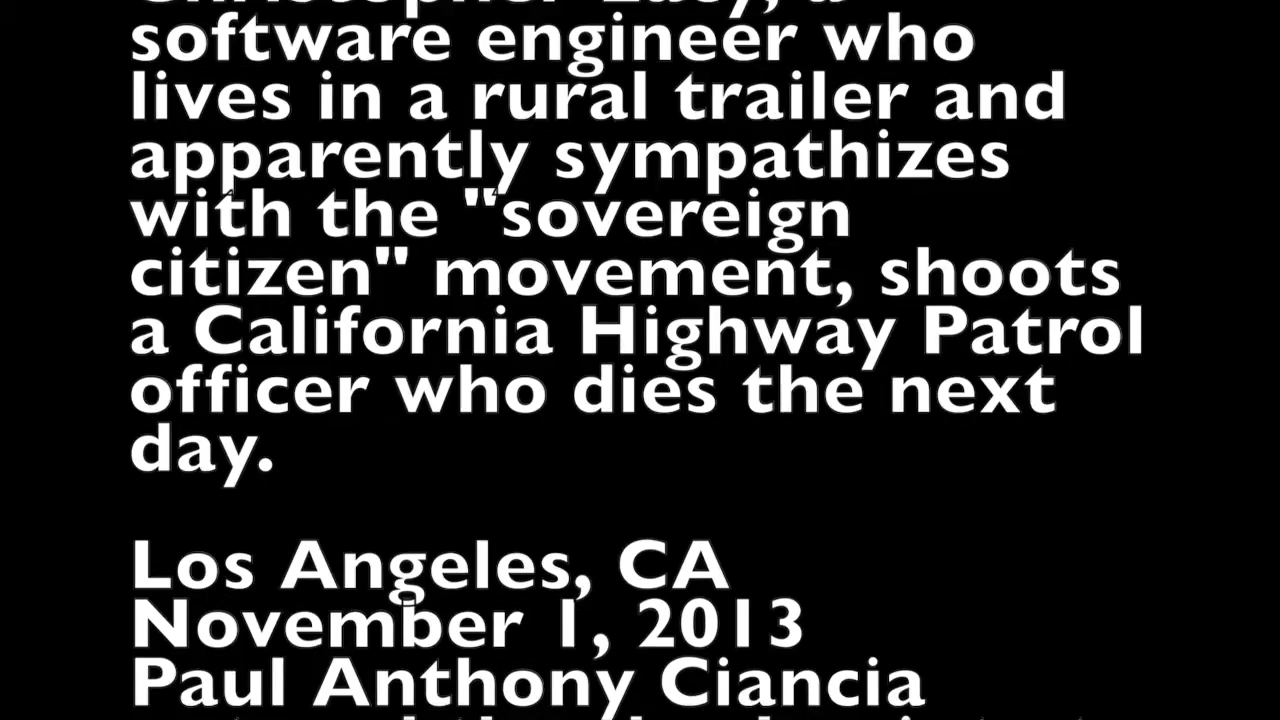 software engineer who
lives in a rural trailer and
apparently sympathizes
with the "sovereign
citizen" movement, shoots
a California Highway Patrol
officer who dies the next
day.
Los Angeles, CA
November 1, 2013
Paul Anthony Ciancia